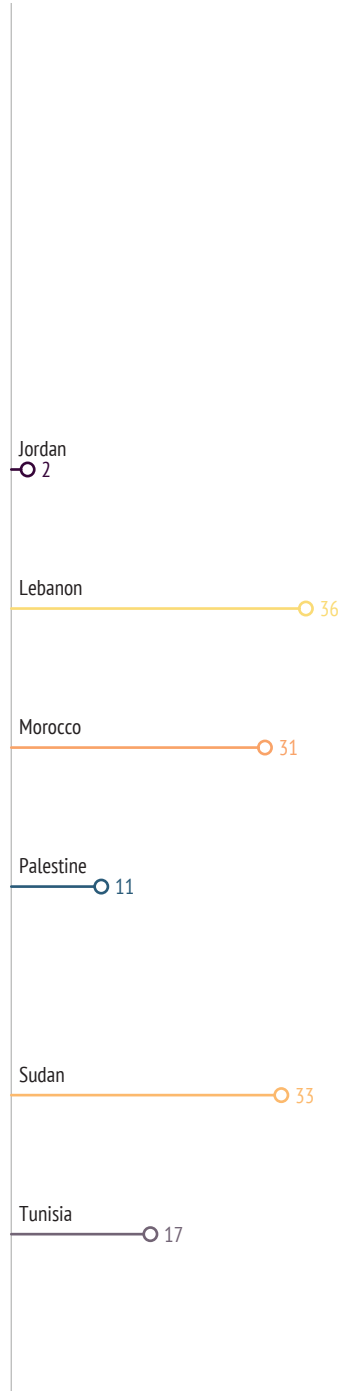 Jordan
2
Lebanon
36
Morocco
31
Palestine
11
Sudan
33
Tunisia
17